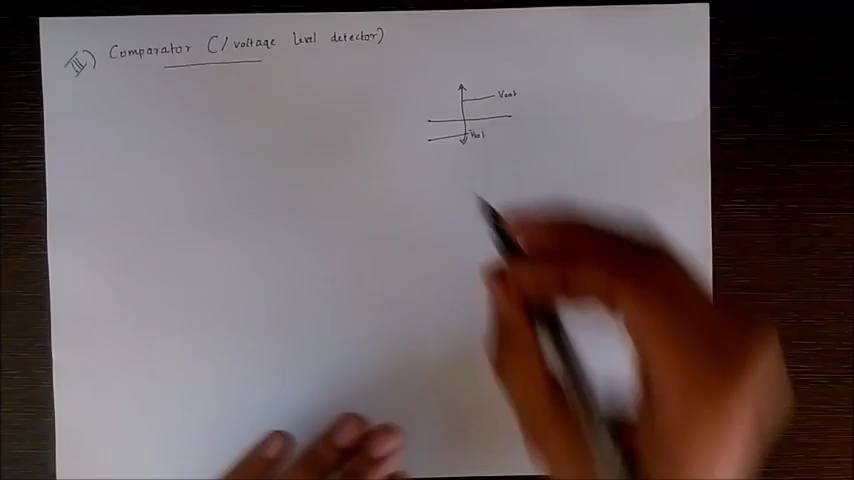 III) Comparator (/ voltage level detector)
Vsat
Vsat